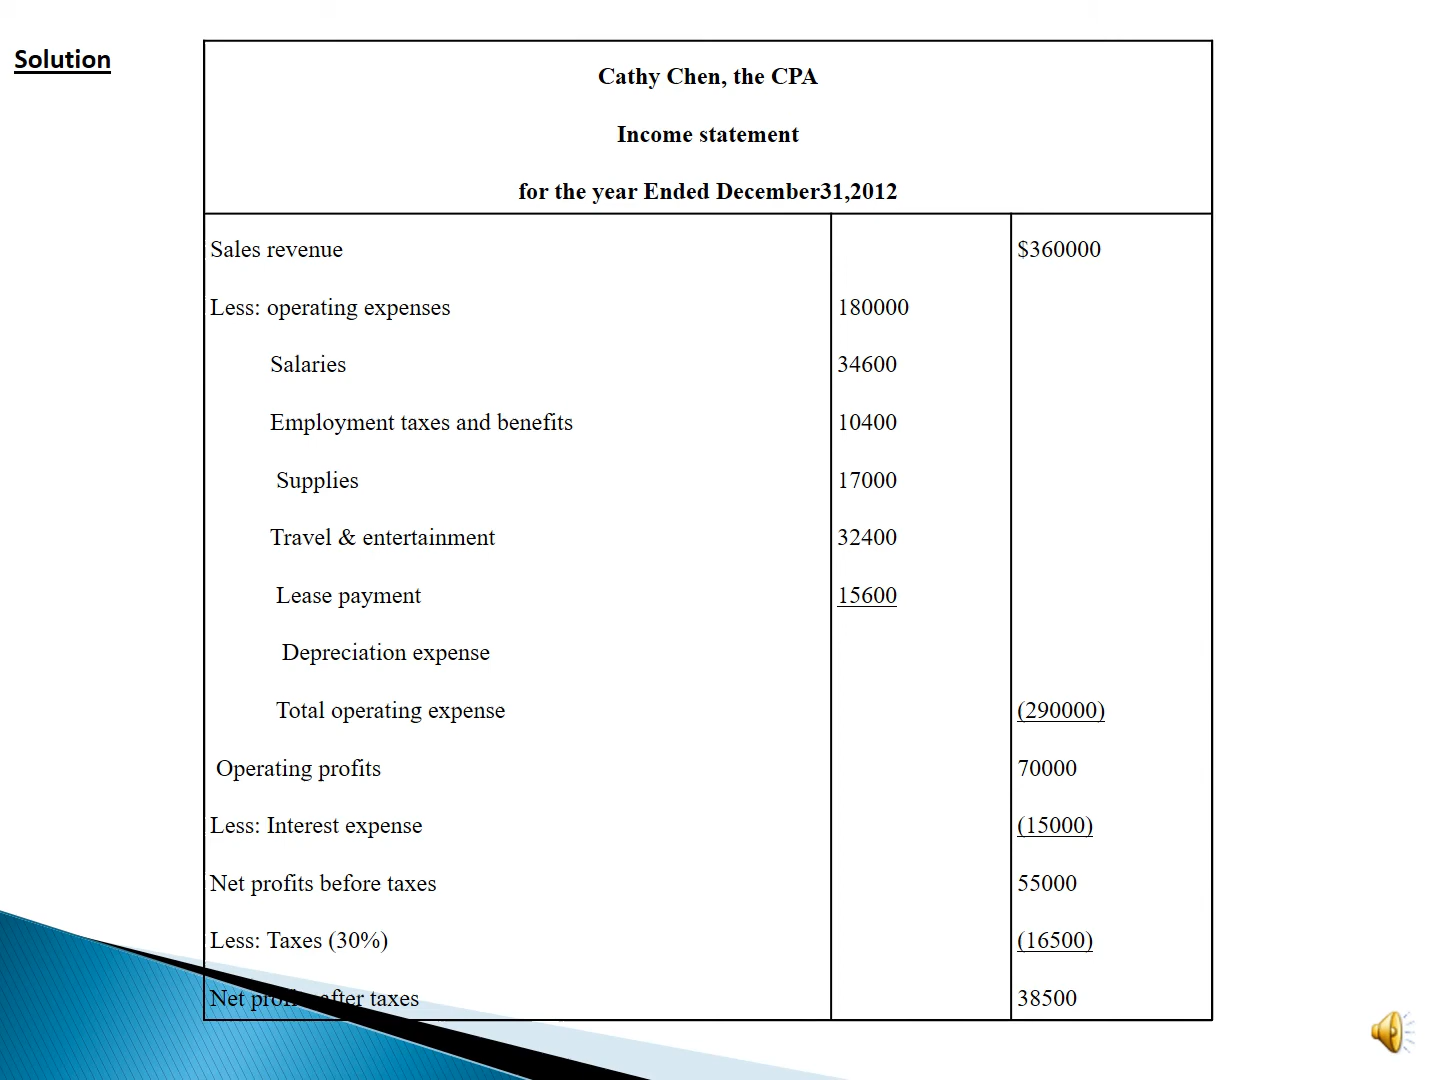 Solution
Cathy Chen, the CPA
Income statement
for the year Ended December31,2012
Sales revenue $360000
Less: operating expenses 180000
Salaries 34600
Employment taxes and benefits 10400
Supplies 17000
Travel & entertainment 32400
Lease payment 15600
Depreciation expense
Total operating expense (290000)
Operating profits 70000
Less: Interest expense (15000)
Net profits before taxes 55000
Less: Taxes (30%) (16500)
Net profits after taxes 38500